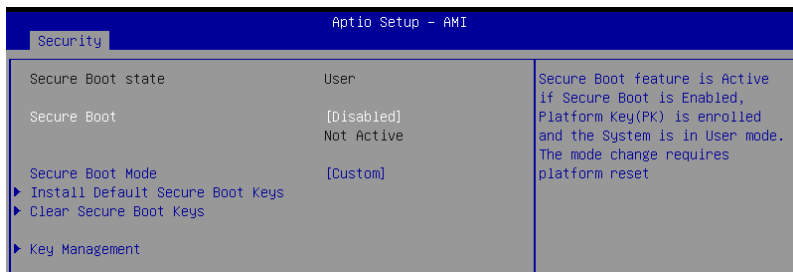 Aptio Setup – AMI
Security
Secure Boot state User
Secure Boot [Disabled]
Not Active
Secure Boot Mode [Custom]
Install Default Secure Boot Keys
Clear Secure Boot Keys
Key Management
Secure Boot feature is Active
if Secure Boot is Enabled,
Platform Key(PK) is enrolled
and the System is in User mode.
The mode change requires
platform reset